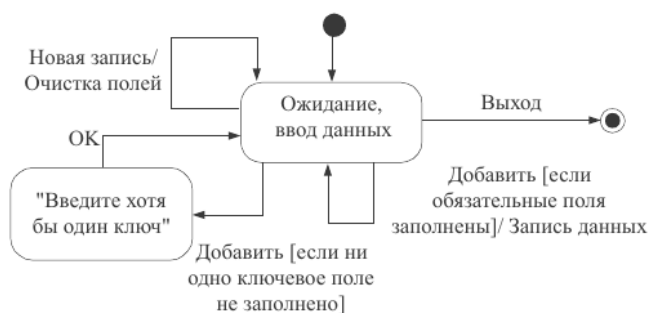 Новая запись/
Очистка полей
Ожидание,
ввод данных
Выход
OK
"Введите хотя
бы один ключ"
Добавить [если
обязательные поля
заполнены]/ Запись данных
Добавить [если ни
одно ключевое поле
не заполнено]